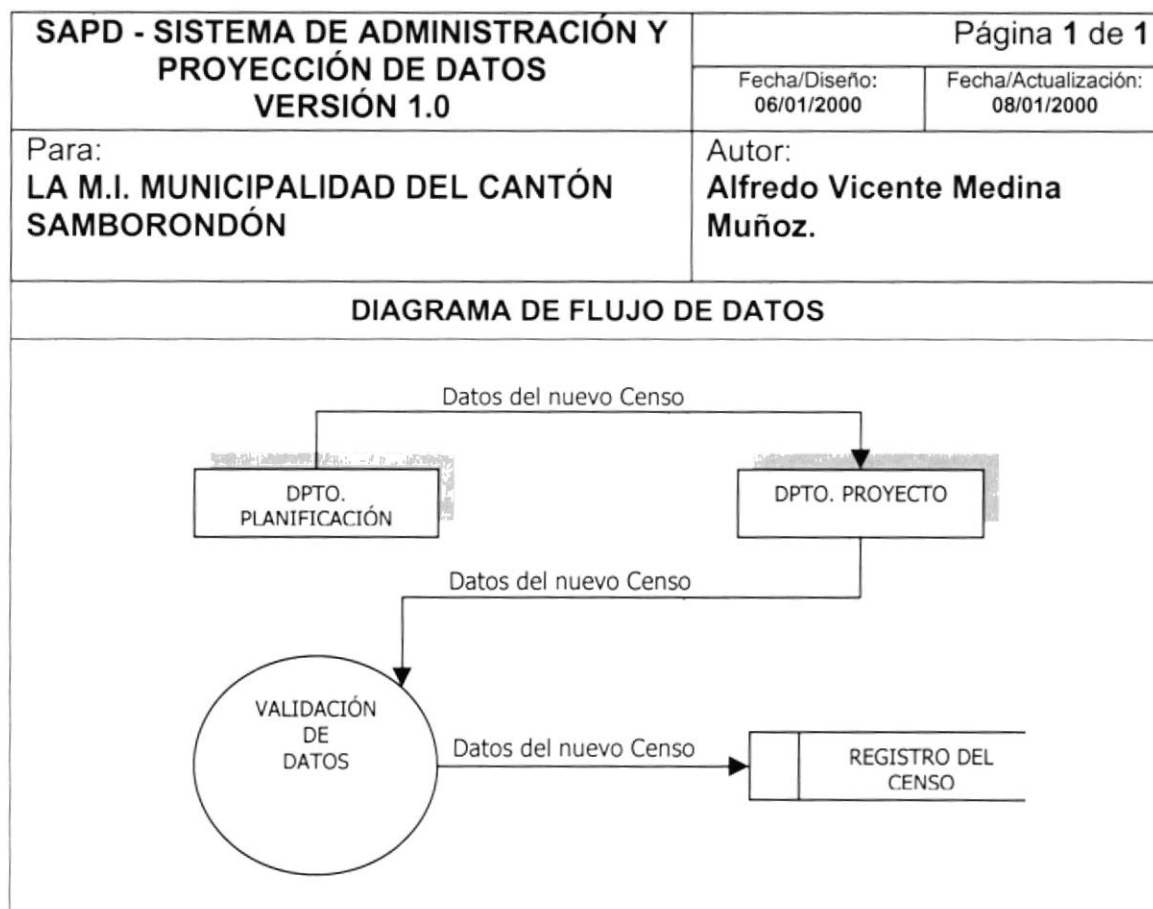 SAPD - SISTEMA DE ADMINISTRACIÓN Y
PROYECCIÓN DE DATOS
VERSIÓN 1.0
Página 1 de 1
Fecha/Diseño:
06/01/2000
Fecha/Actualización:
08/01/2000
Para:
LA M.I. MUNICIPALIDAD DEL CANTÓN
SAMBORONDÓN
Autor:
Alfredo Vicente Medina
Muñoz.
DIAGRAMA DE FLUJO DE DATOS
Datos del nuevo Censo
DPTO.
PLANIFICACIÓN
DPTO. PROYECTO
Datos del nuevo Censo
VALIDACIÓN
DE
DATOS
Datos del nuevo Censo
REGISTRO DEL
CENSO